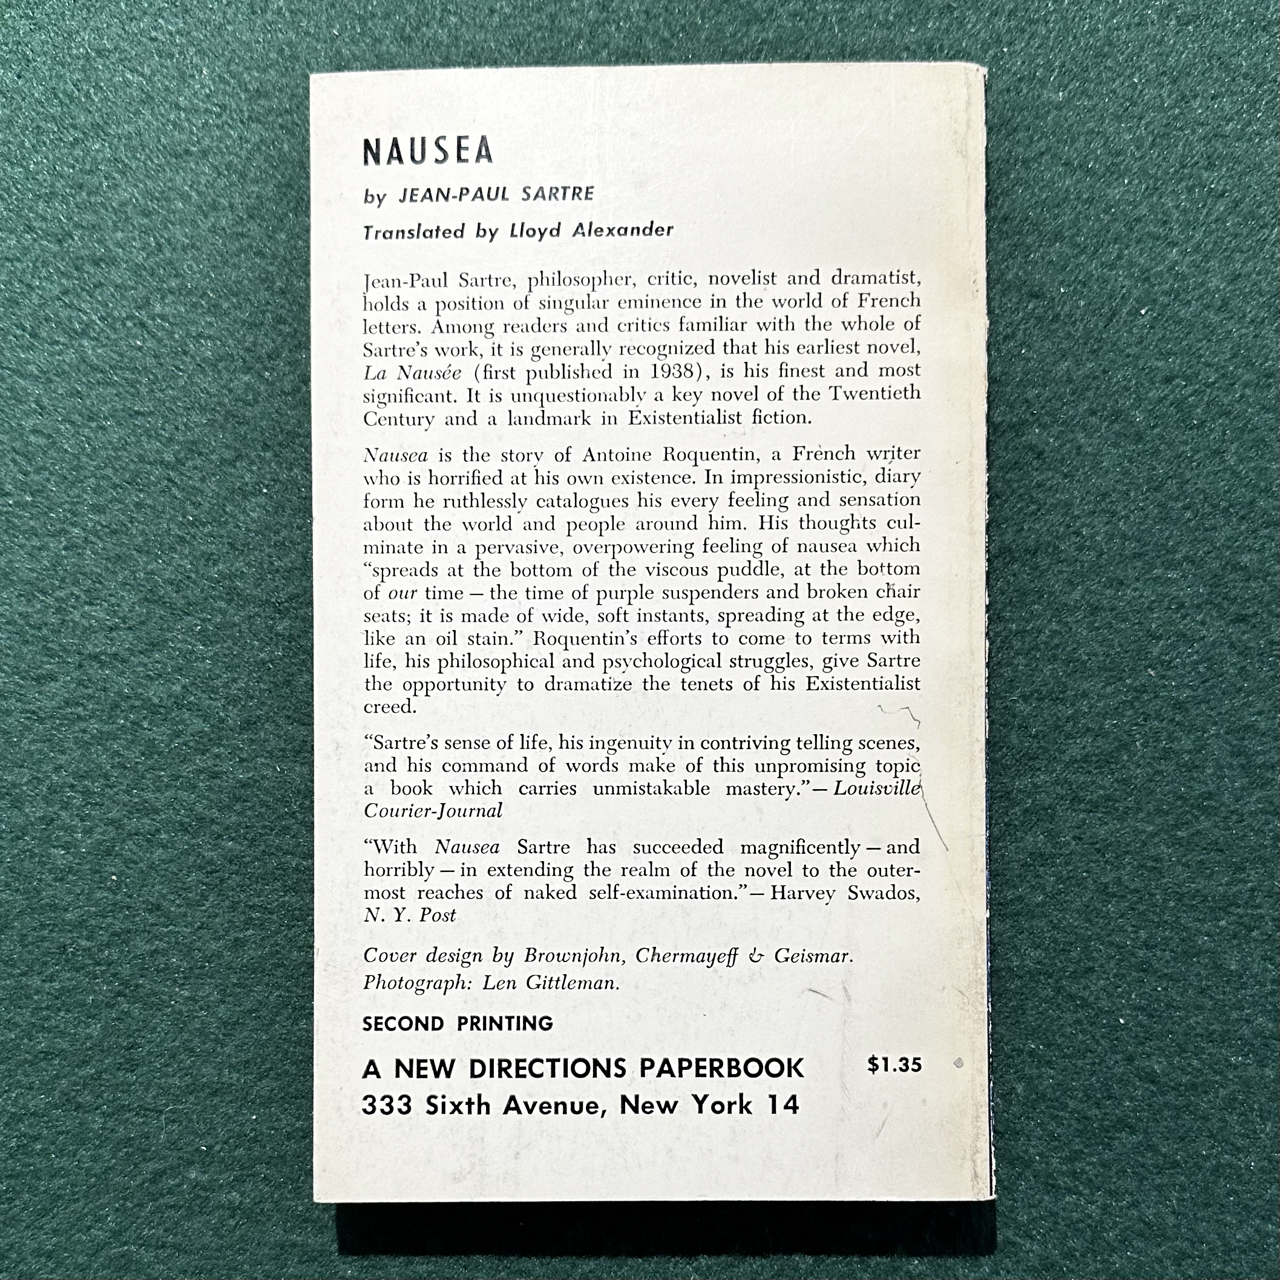 NAUSEA
by JEAN-PAUL SARTRE
Translated by Lloyd Alexander
Jean-Paul Sartre, philosopher, critic, novelist and dramatist,
holds a position of singular eminence in the world of French
letters. Among readers and critics familiar with the whole of
Sartre's work, it is generally recognized that his earliest novel,
La Nausée (first published in 1938), is his finest and most
significant. It is unquestionably a key novel of the Twentieth
Century and a landmark in Existentialist fiction.
Nausea is the story of Antoine Roquentin, a French writer
who is horrified at his own existence. In impressionistic, diary
form he ruthlessly catalogues his every feeling and sensation
about the world and people around him. His thoughts cul-
minate in a pervasive, overpowering feeling of nausea which
“spreads at the bottom of the viscous puddle, at the bottom
of our time — the time of purple suspenders and broken chair
seats; it is made of wide, soft instants, spreading at the edge,
like an oil stain.” Roquentin's efforts to come to terms with
life, his philosophical and psychological struggles, give Sartre
the opportunity to dramatize the tenets of his Existentialist
creed.
“Sartre's sense of life, his ingenuity in contriving telling scenes,
and his command of words make of this unpromising topic
a book which carries unmistakable mastery.”— Louisville
Courier-Journal
“With Nausea Sartre has succeeded magnificently — and
horribly — in extending the realm of the novel to the outer-
most reaches of naked self-examination.”— Harvey Swados,
N. Y. Post
Cover design by Brownjohn, Chermayeff & Geismar.
Photograph: Len Gittleman.
SECOND PRINTING
A NEW DIRECTIONS PAPERBOOK $1.35
333 Sixth Avenue, New York 14